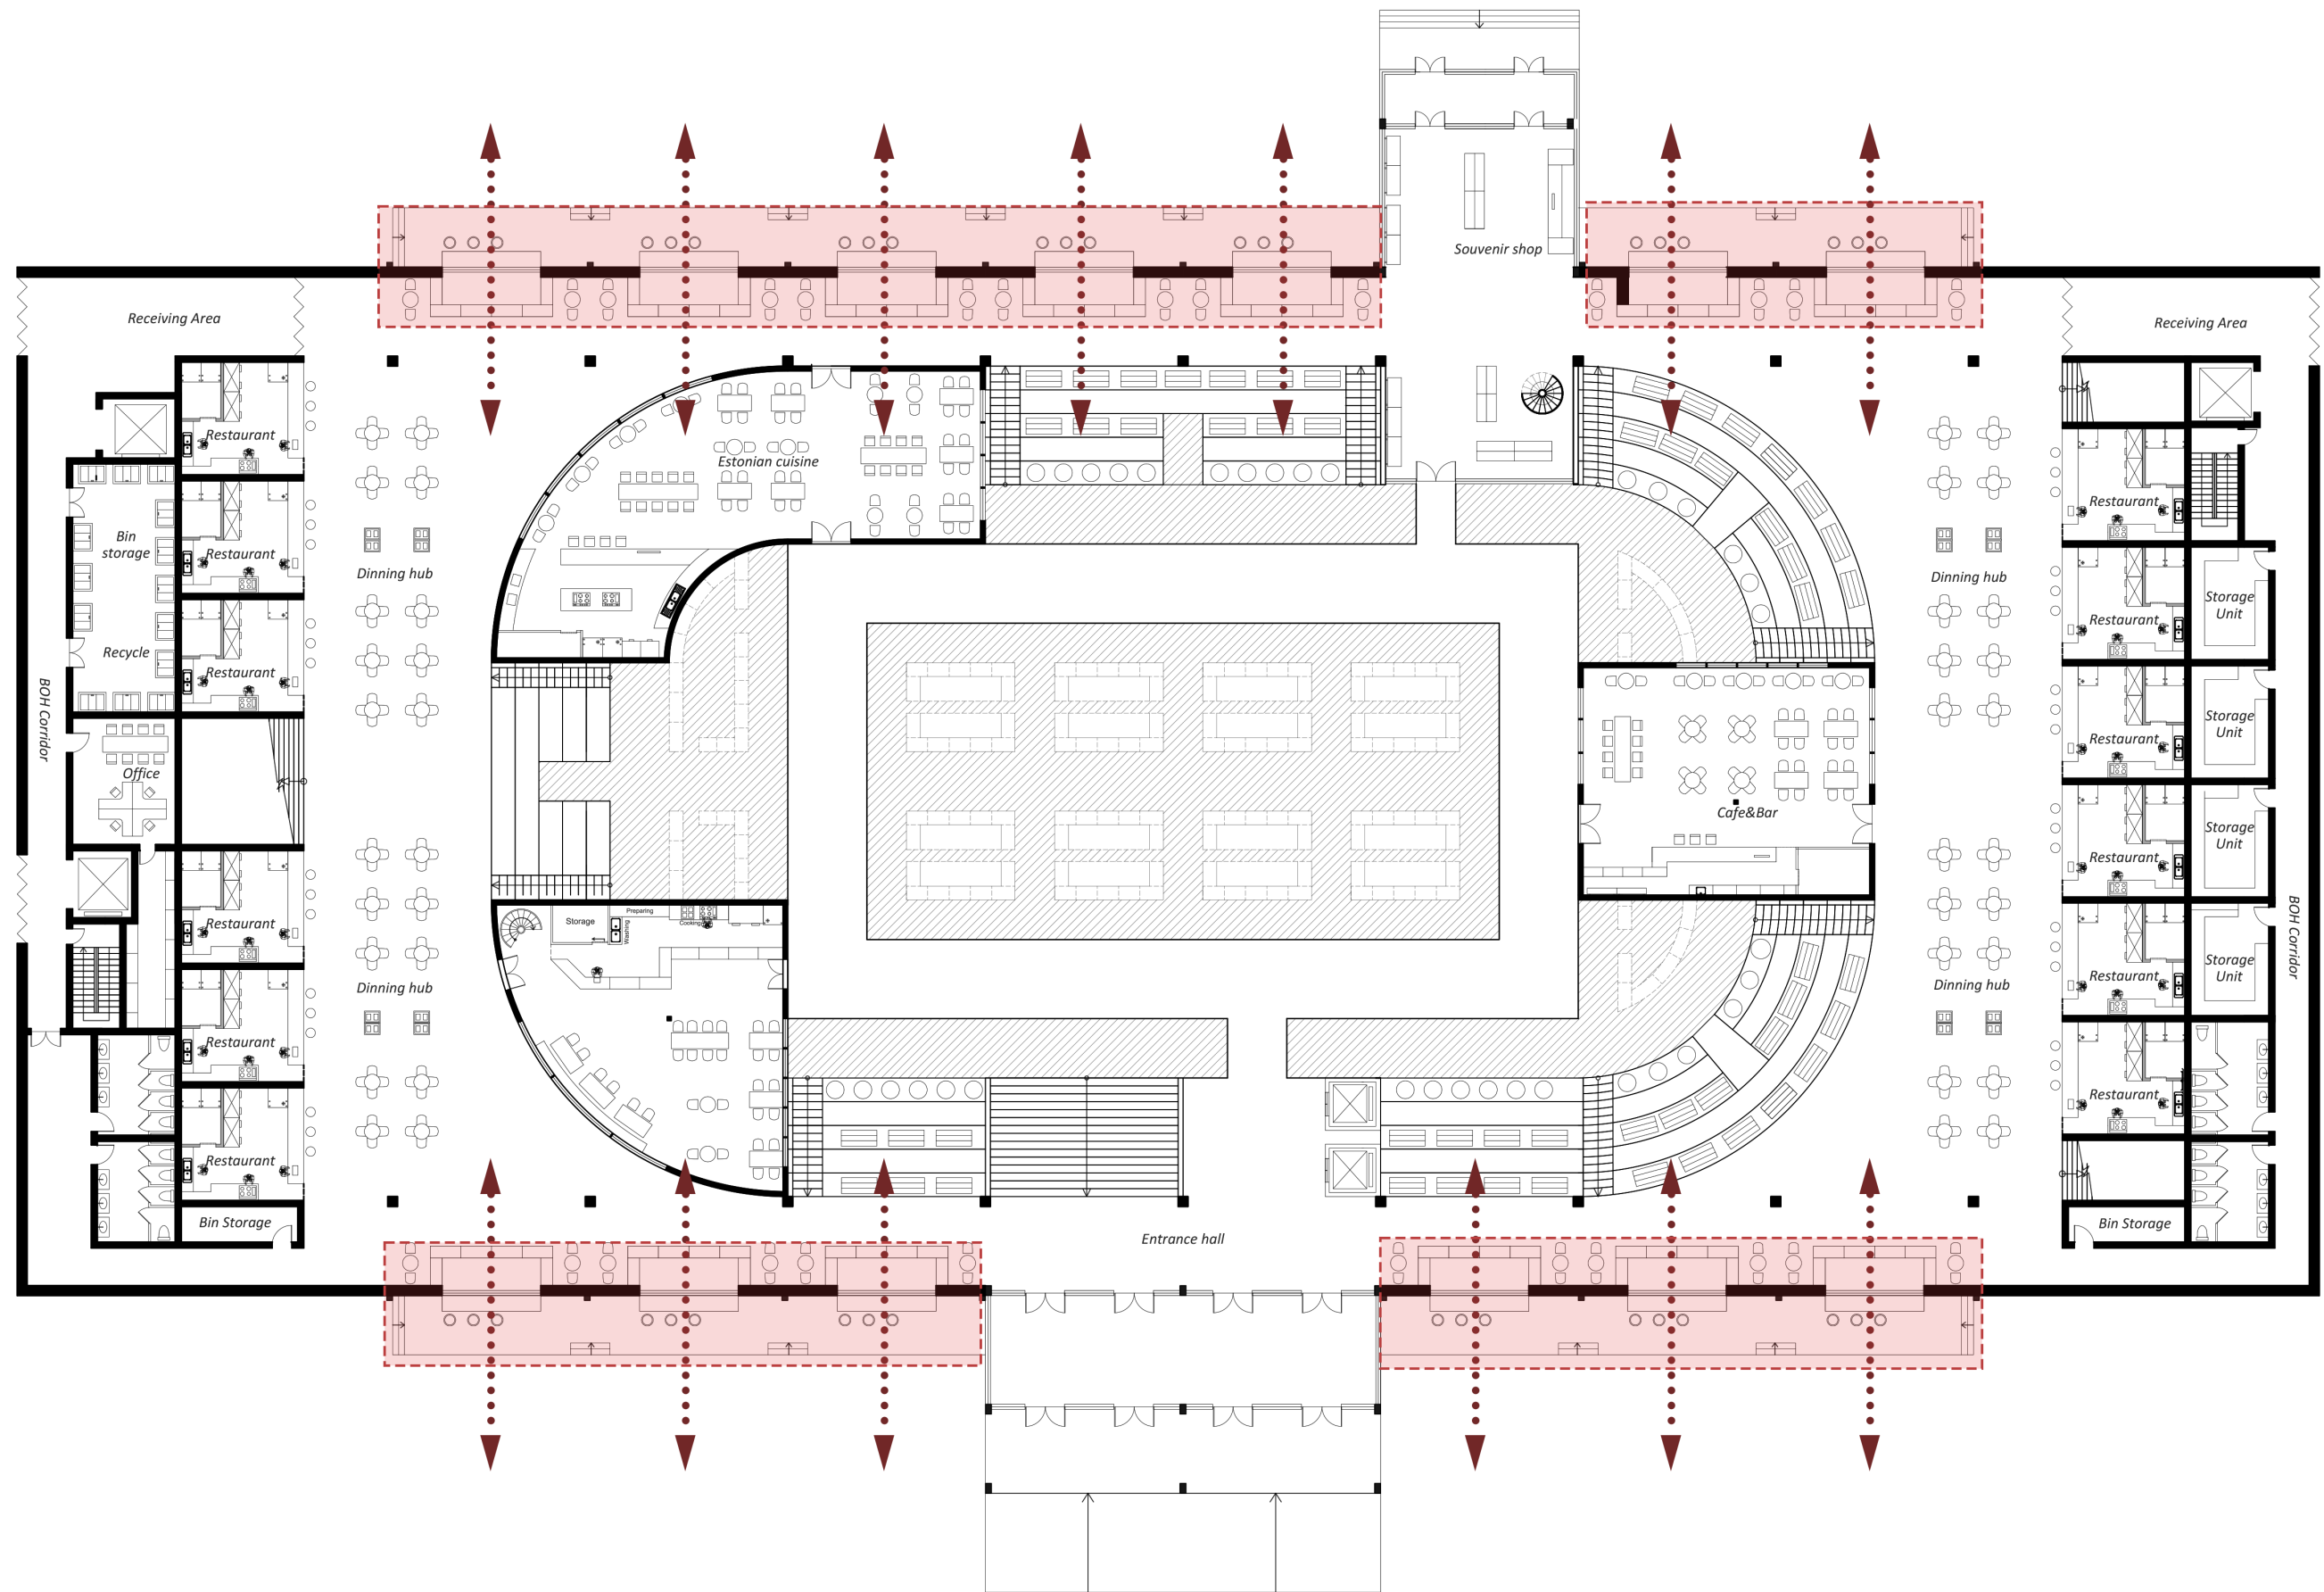 Souvenir shop
Receiving Area
Receiving Area
Restaurant
Estonian cuisine
Restaurant
Bin
storage
Restaurant
Dinning hub
Dinning hub
Storage
Unit
Restaurant
Recycle
Restaurant
BOH Corridor
Storage
Unit
Restaurant
Office
Cafe&Bar
Storage
Unit
Restaurant
Storage
Preparing
Washing
Cooking
Restaurant
BOH Corridor
Storage
Unit
Restaurant
Dinning hub
Dinning hub
Restaurant
Restaurant
Restaurant
Bin Storage
Bin Storage
Entrance hall